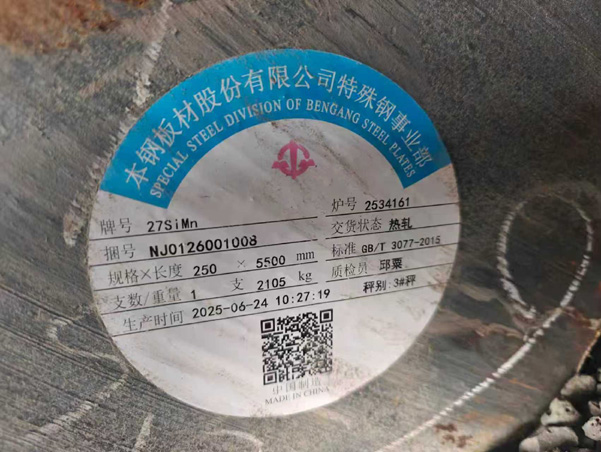 本钢板材股份有限公司特殊钢事业部
SPECIAL STEEL DIVISION OF BENGANG STEEL PLATES
牌号 27SiMn 炉号 2534161
捆号 NJ0126001008 交货状态 热轧
规格×长度 250 × 5500 mm 标准 GB/T 3077-2015
支数/重量 1 支 2105 kg 质检员 邱粟
生产时间 2025-06-24 10:27:19 秤别:3#秤
中国制造
MADE IN CHINA